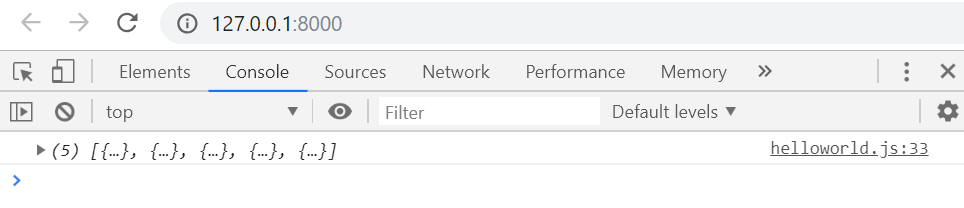 127.0.0.1:8000
Elements Console Sources Network Performance Memory »
top Filter Default levels
(5) [{…}, {…}, {…}, {…}, {…}] helloworld.js:33